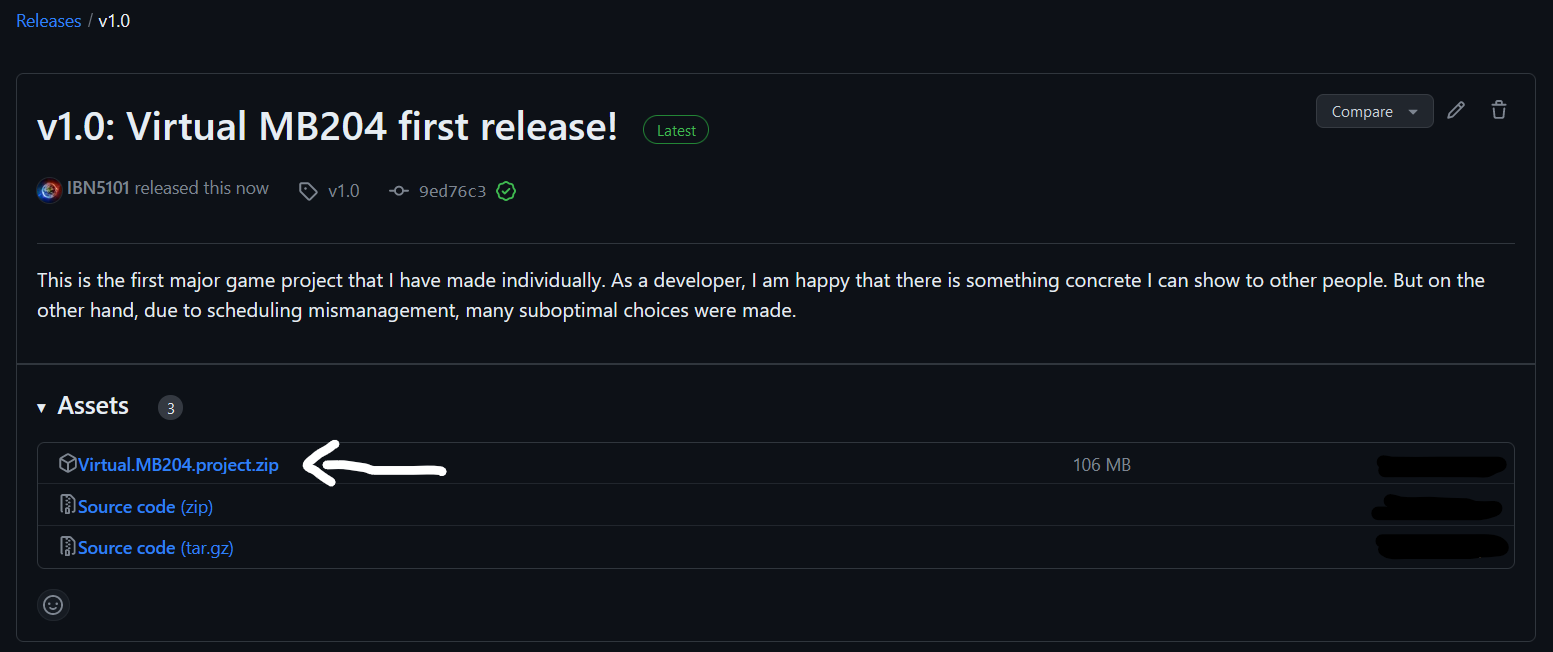 Releases / v1.0
v1.0: Virtual MB204 first release! Latest Compare
IBN5101 released this now v1.0 9ed76c3
This is the first major game project that I have made individually. As a developer, I am happy that there is something concrete I can show to other people. But on the
other hand, due to scheduling mismanagement, many suboptimal choices were made.
Assets 3
Virtual.MB204.project.zip 106 MB
Source code (zip)
Source code (tar.gz)